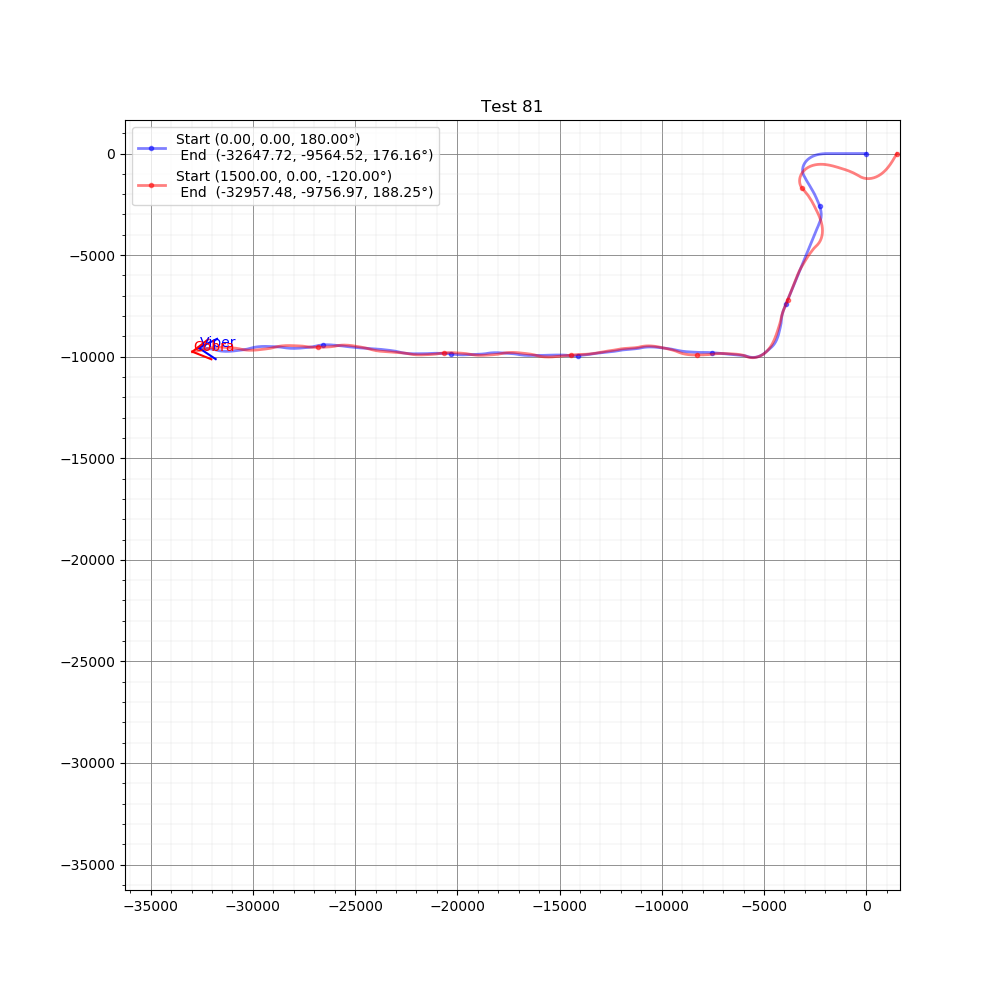 Test 81
Start (0.00, 0.00, 180.00°)
End (-32647.72, -9564.52, 176.16°)
Start (1500.00, 0.00, -120.00°)
End (-32957.48, -9756.97, 188.25°)
0
−5000
−10000
−15000
−20000
−25000
−30000
−35000
Viper
−35000 −30000 −25000 −20000 −15000 −10000 −5000 0